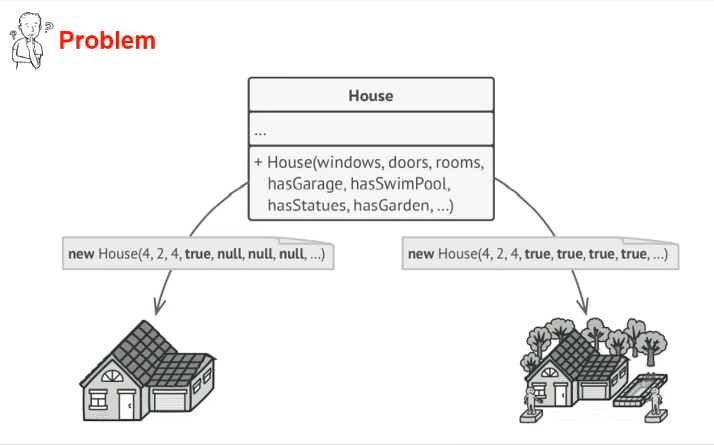 Problem
House
...
+ House(windows, doors, rooms,
hasGarage, hasSwimPool,
hasStatues, hasGarden, ...)
new House(4, 2, 4, true, null, null, null, ...)
new House(4, 2, 4, true, true, true, true, ...)